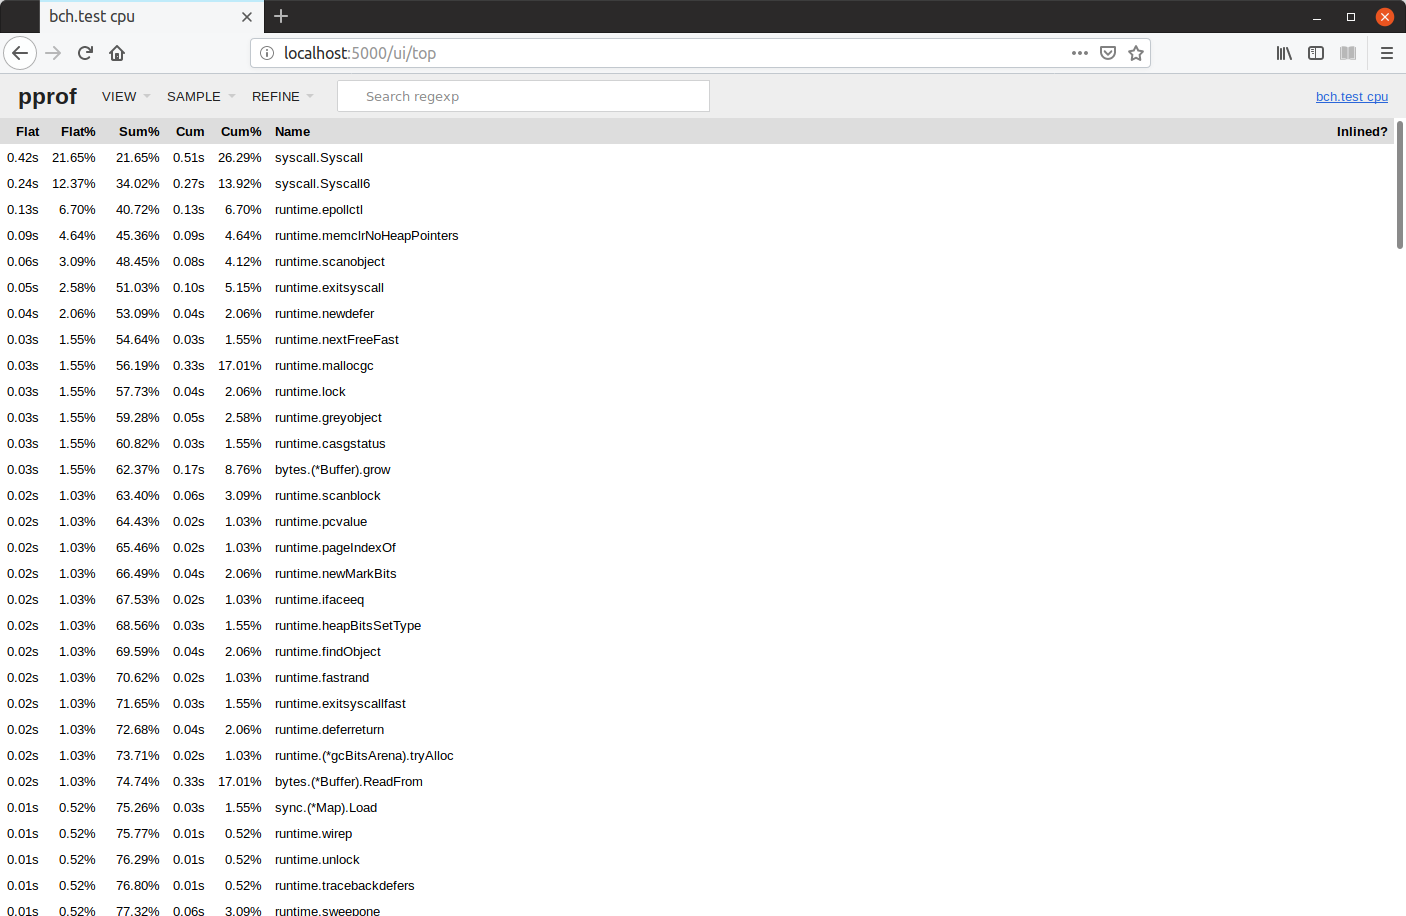 bch.test cpu
localhost:5000/ui/top
pprof VIEW SAMPLE REFINE Search regexp bch.test cpu
Flat Flat% Sum% Cum Cum% Name Inlined?
0.42s 21.65% 21.65% 0.51s 26.29% syscall.Syscall
0.24s 12.37% 34.02% 0.27s 13.92% syscall.Syscall6
0.13s 6.70% 40.72% 0.13s 6.70% runtime.epollctl
0.09s 4.64% 45.36% 0.09s 4.64% runtime.memclrNoHeapPointers
0.06s 3.09% 48.45% 0.08s 4.12% runtime.scanobject
0.05s 2.58% 51.03% 0.10s 5.15% runtime.exitsyscall
0.04s 2.06% 53.09% 0.04s 2.06% runtime.newdefer
0.03s 1.55% 54.64% 0.03s 1.55% runtime.nextFreeFast
0.03s 1.55% 56.19% 0.33s 17.01% runtime.mallocgc
0.03s 1.55% 57.73% 0.04s 2.06% runtime.lock
0.03s 1.55% 59.28% 0.05s 2.58% runtime.greyobject
0.03s 1.55% 60.82% 0.03s 1.55% runtime.casgstatus
0.03s 1.55% 62.37% 0.17s 8.76% bytes.(*Buffer).grow
0.02s 1.03% 63.40% 0.06s 3.09% runtime.scanblock
0.02s 1.03% 64.43% 0.02s 1.03% runtime.pcvalue
0.02s 1.03% 65.46% 0.02s 1.03% runtime.pageIndexOf
0.02s 1.03% 66.49% 0.04s 2.06% runtime.newMarkBits
0.02s 1.03% 67.53% 0.02s 1.03% runtime.ifaceeq
0.02s 1.03% 68.56% 0.03s 1.55% runtime.heapBitsSetType
0.02s 1.03% 69.59% 0.04s 2.06% runtime.findObject
0.02s 1.03% 70.62% 0.02s 1.03% runtime.fastrand
0.02s 1.03% 71.65% 0.03s 1.55% runtime.exitsyscallfast
0.02s 1.03% 72.68% 0.04s 2.06% runtime.deferreturn
0.02s 1.03% 73.71% 0.02s 1.03% runtime.(*gcBitsArena).tryAlloc
0.02s 1.03% 74.74% 0.33s 17.01% bytes.(*Buffer).ReadFrom
0.01s 0.52% 75.26% 0.03s 1.55% sync.(*Map).Load
0.01s 0.52% 75.77% 0.01s 0.52% runtime.wirep
0.01s 0.52% 76.29% 0.01s 0.52% runtime.unlock
0.01s 0.52% 76.80% 0.01s 0.52% runtime.tracebackdefers
0.01s 0.52% 77.32% 0.06s 3.09% runtime.sweepone